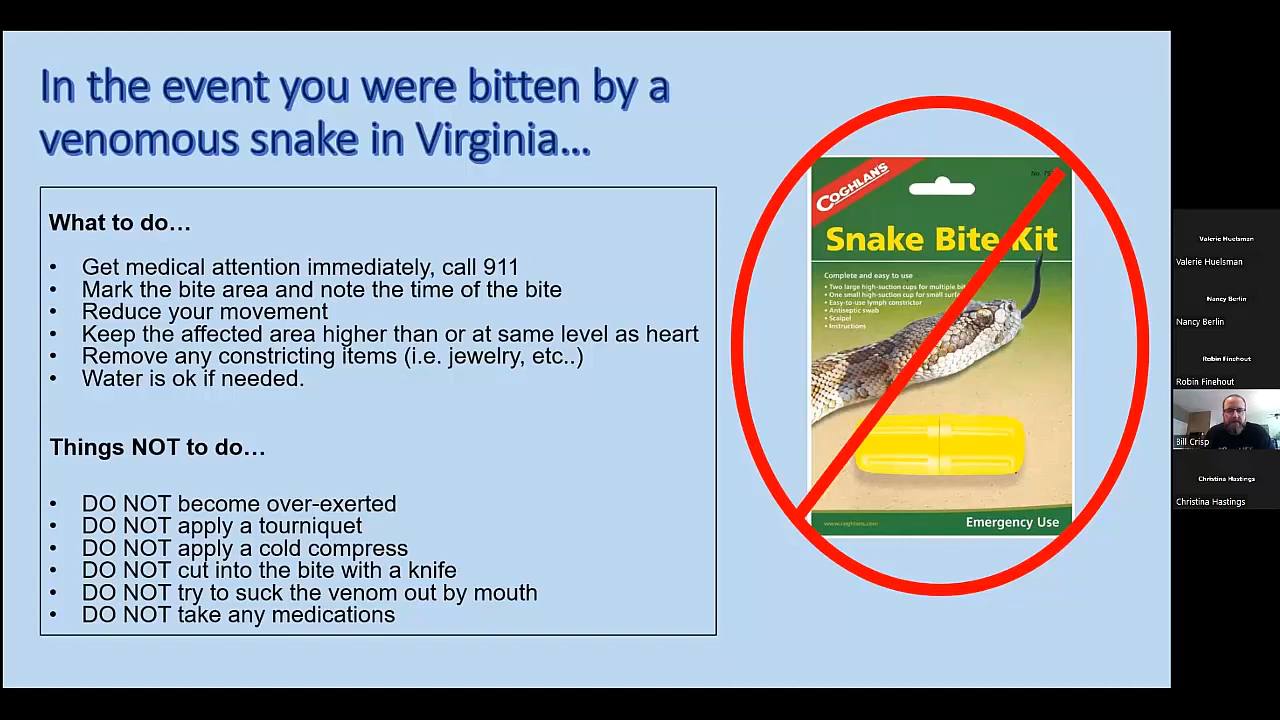 In the event you were bitten by a
venomous snake in Virginia...
What to do...
• Get medical attention immediately, call 911
• Mark the bite area and note the time of the bite
• Reduce your movement
• Keep the affected area higher than or at same level as heart
• Remove any constricting items (i.e. jewelry, etc..)
• Water is ok if needed.
Things NOT to do...
• DO NOT become over-exerted
• DO NOT apply a tourniquet
• DO NOT apply a cold compress
• DO NOT cut into the bite with a knife
• DO NOT try to suck the venom out by mouth
• DO NOT take any medications
COGHLAN'S
No.
Snake Bite Kit
Complete and easy to use
• Two large high-suction cups for multiple
• One small high-suction cup for small
• Easy-to-use lymph constrictor
• Antiseptic swab
• Scalpel
• Instructions
www.coghlans.com
Emergency Use
Valerie Huelsman
Valerie Huelsman
Nancy Berlin
Nancy Berlin
Robin Finehout
Robin Finehout
Bill Crisp
Christina Hastings
Christina Hastings